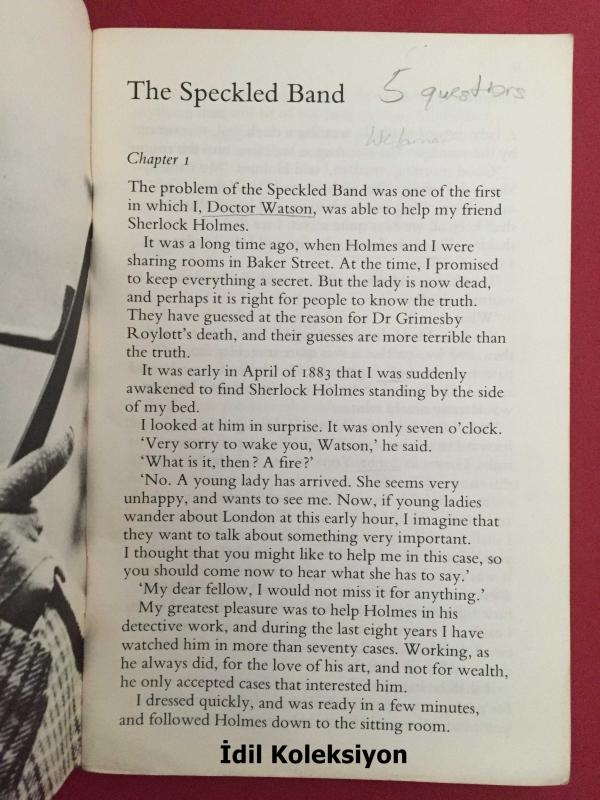 The Speckled Band
5 questions
Chapter 1
The problem of the Speckled Band was one of the first
in which I, Doctor Watson, was able to help my friend
Sherlock Holmes.
It was a long time ago, when Holmes and I were
sharing rooms in Baker Street. At the time, I promised
to keep everything a secret. But the lady is now dead,
and perhaps it is right for people to know the truth.
They have guessed at the reason for Dr Grimesby
Roylott's death, and their guesses are more terrible than
the truth.
It was early in April of 1883 that I was suddenly
awakened to find Sherlock Holmes standing by the side
of my bed.
I looked at him in surprise. It was only seven o'clock.
'Very sorry to wake you, Watson,' he said.
'What is it, then? A fire?'
'No. A young lady has arrived. She seems very
unhappy, and wants to see me. Now, if young ladies
wander about London at this early hour, I imagine that
they want to talk about something very important.
I thought that you might like to help me in this case, so
you should come now to hear what she has to say.'
'My dear fellow, I would not miss it for anything.'
My greatest pleasure was to help Holmes in his
detective work, and during the last eight years I have
watched him in more than seventy cases. Working, as
he always did, for the love of his art, and not for wealth,
he only accepted cases that interested him.
I dressed quickly, and was ready in a few minutes,
and followed Holmes down to the sitting room.
İdil Koleksiyon